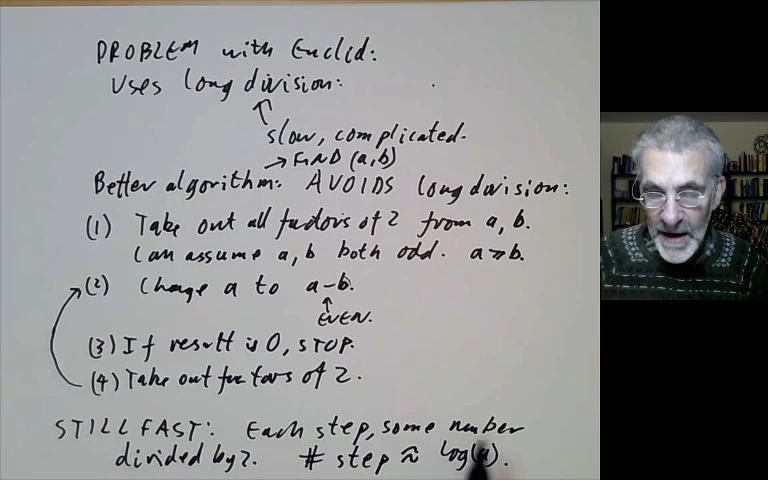 PROBLEM with Euclid:
Uses long division:
slow, complicated.
→ FIND (a,b)
Better algorithm: AVOIDS long division:
(1) Take out all factors of 2 from a, b.
Can assume a, b both odd. a ≥ b.
(2) Change a to a-b.
EVEN.
(3) If result is 0, STOP.
(4) Take out factors of 2.
STILL FAST: Each step, some number
divided by 2. # step ≈ log(a).